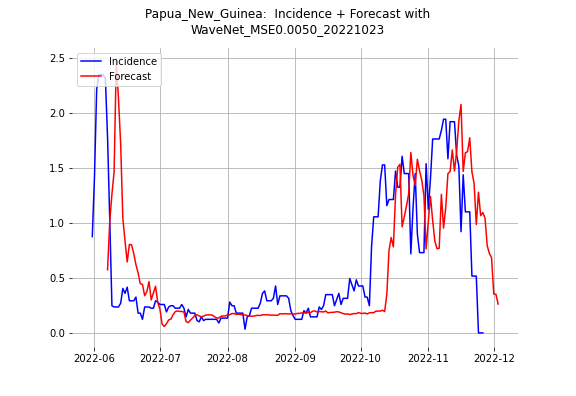 Papua_New_Guinea:  Incidence + Forecast with
WaveNet_MSE0.0050_20221023
Incidence
Forecast
2.5
2.0
1.5
1.0
0.5
0.0
2022-06 2022-07 2022-08 2022-09 2022-10 2022-11 2022-12